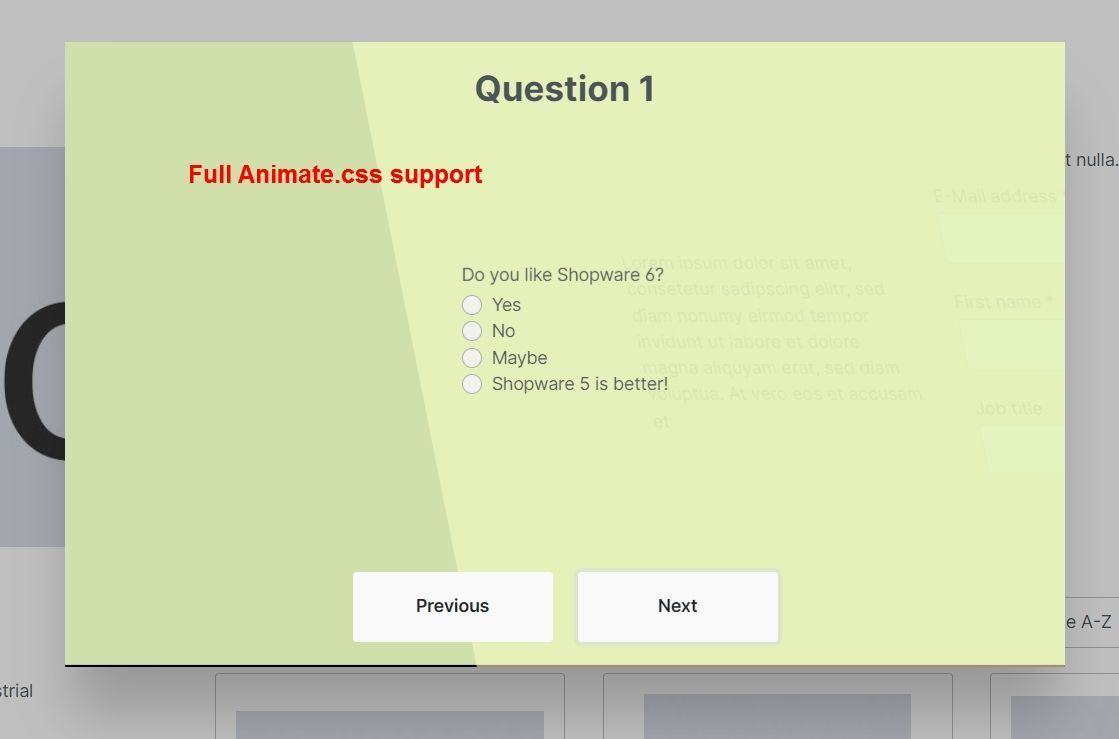 Question 1
t nulla.
Full Animate.css support
E-Mail address *
Lorem ipsum dolor sit amet,
consetetur sadipscing elitr, sed
diam nonumy eirmod tempor
invidunt ut labore et dolore
magna aliquyam erat, sed diam
voluptua. At vero eos et accusam
et
First name *
Job title
Do you like Shopware 6?
Yes
No
Maybe
Shopware 5 is better!
Previous
Next
e A-Z
strial